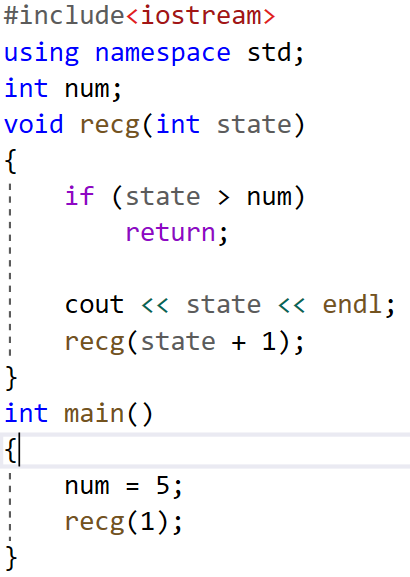 #include<iostream>
using namespace std;
int num;
void recg(int state)
{
    if (state > num)
        return;

    cout << state << endl;
    recg(state + 1);
}
int main()
{
    num = 5;
    recg(1);
}